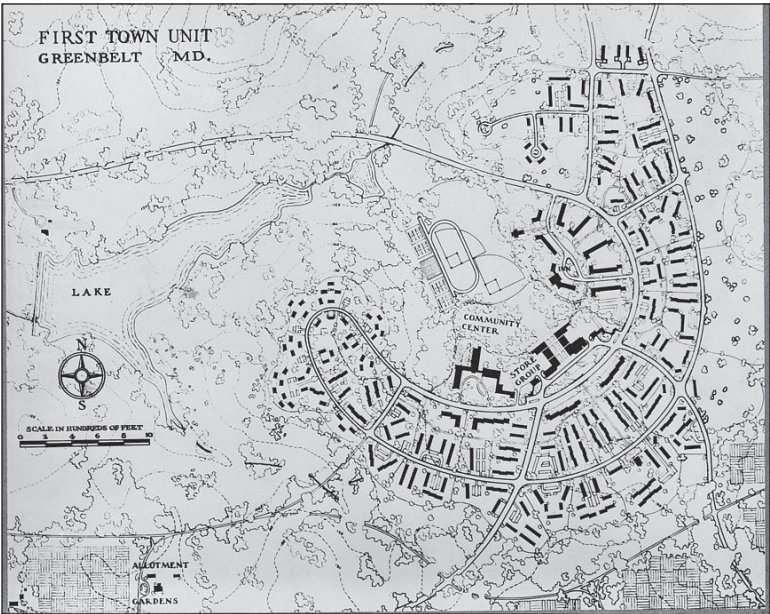 FIRST TOWN UNIT
GREENBELT MD.
LAKE
INN
COMMUNITY
CENTER
STORE
GROUP
N
S
SCALE IN HUNDREDS OF FEET
0 2 4 6 8 10
ALLOTMENT
GARDENS